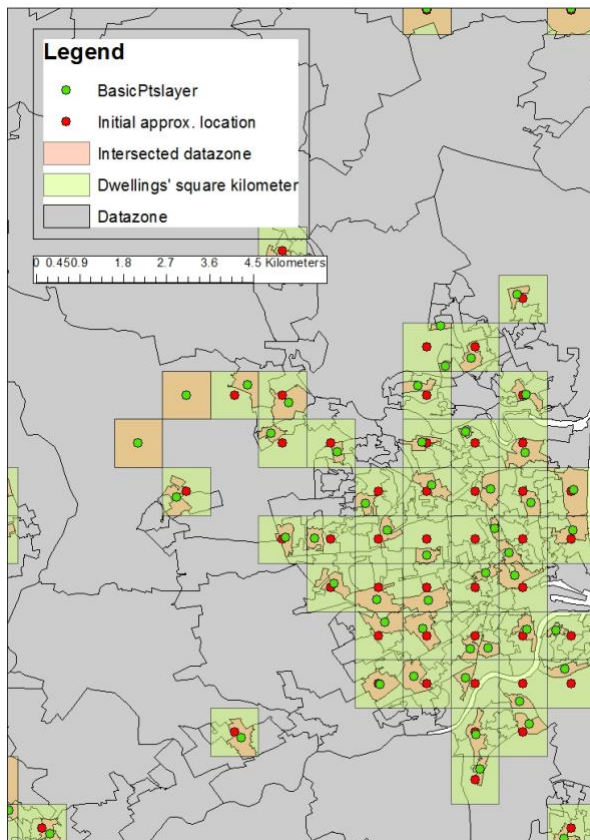 Legend
BasicPtslayer
Initial approx. location
Intersected datazone
Dwellings' square kilometer
Datazone
0 0.450.9 1.8 2.7 3.6 4.5 Kilometers